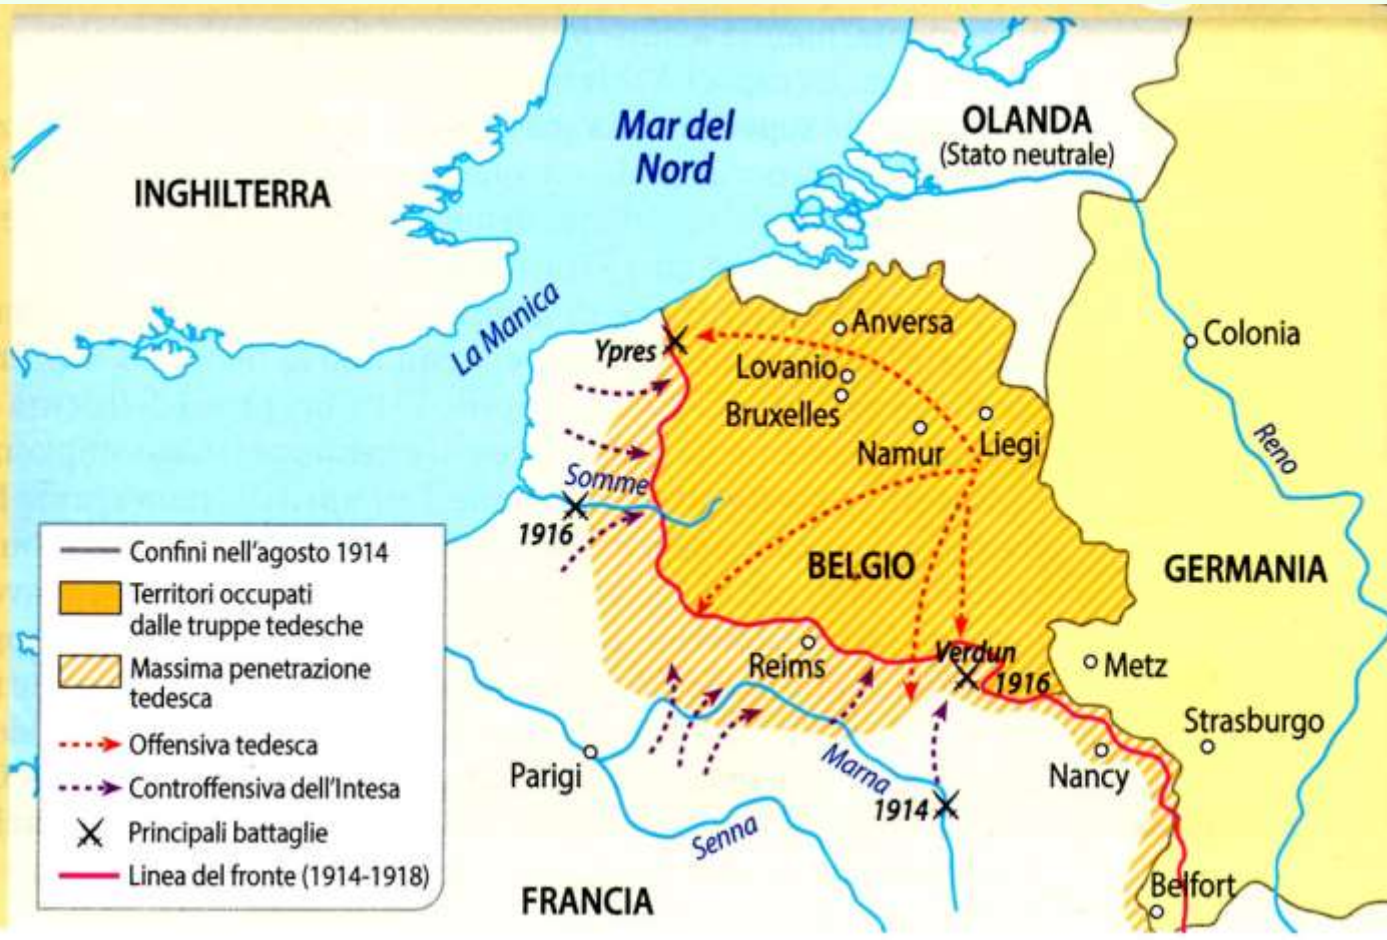 Mar del
Nord
OLANDA
(Stato neutrale)
INGHILTERRA
La Manica
Anversa
Ypres
Colonia
Lovanio
Bruxelles
Namur
Liegi
Reno
Somme
1916
BELGIO
GERMANIA
Confini nell'agosto 1914
Territori occupati
dalle truppe tedesche
Massima penetrazione
tedesca
Offensiva tedesca
Controffensiva dell'Intesa
Principali battaglie
Linea del fronte (1914-1918)
Reims
Verdun
1916
Metz
Strasburgo
Parigi
Marna
Nancy
1914
Senna
Belfort
FRANCIA